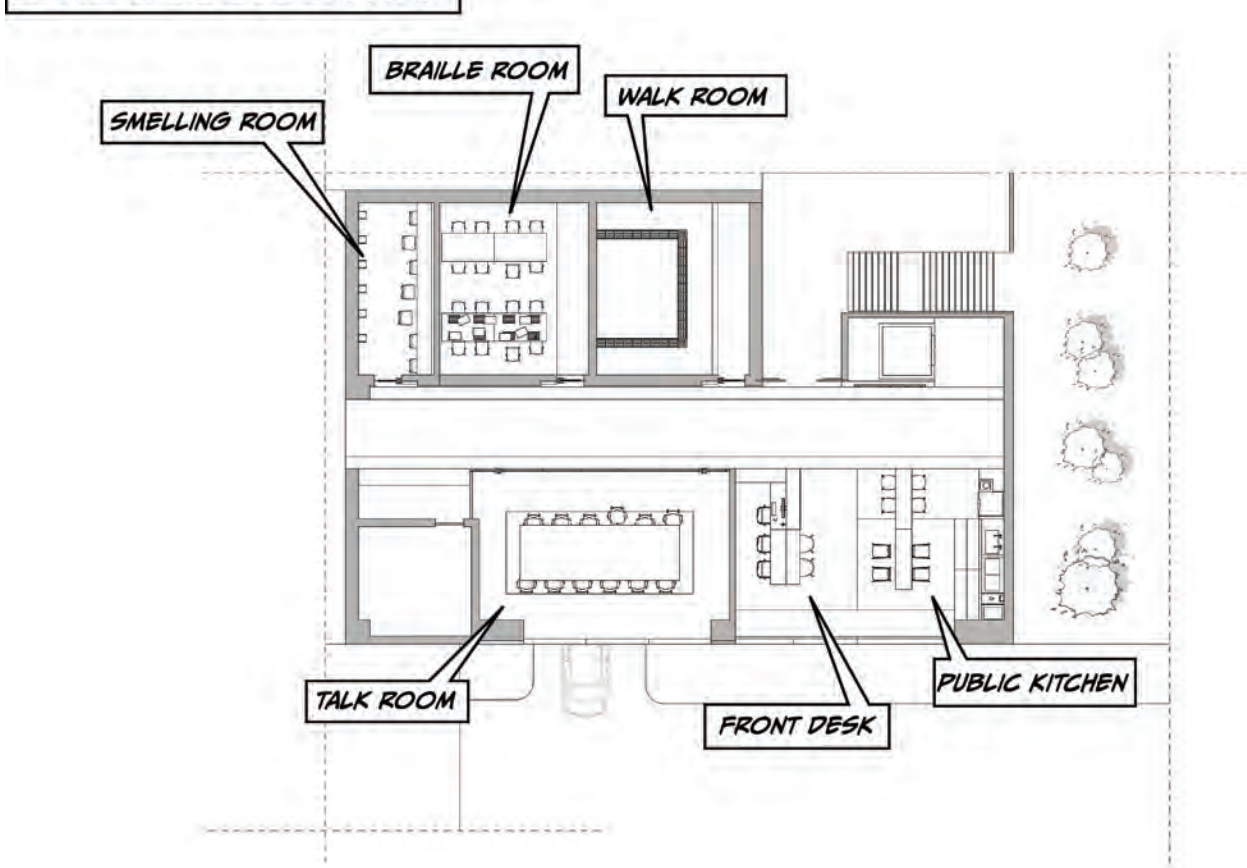 BRAILLE ROOM
WALK ROOM
SMELLING ROOM
TALK ROOM
PUBLIC KITCHEN
FRONT DESK